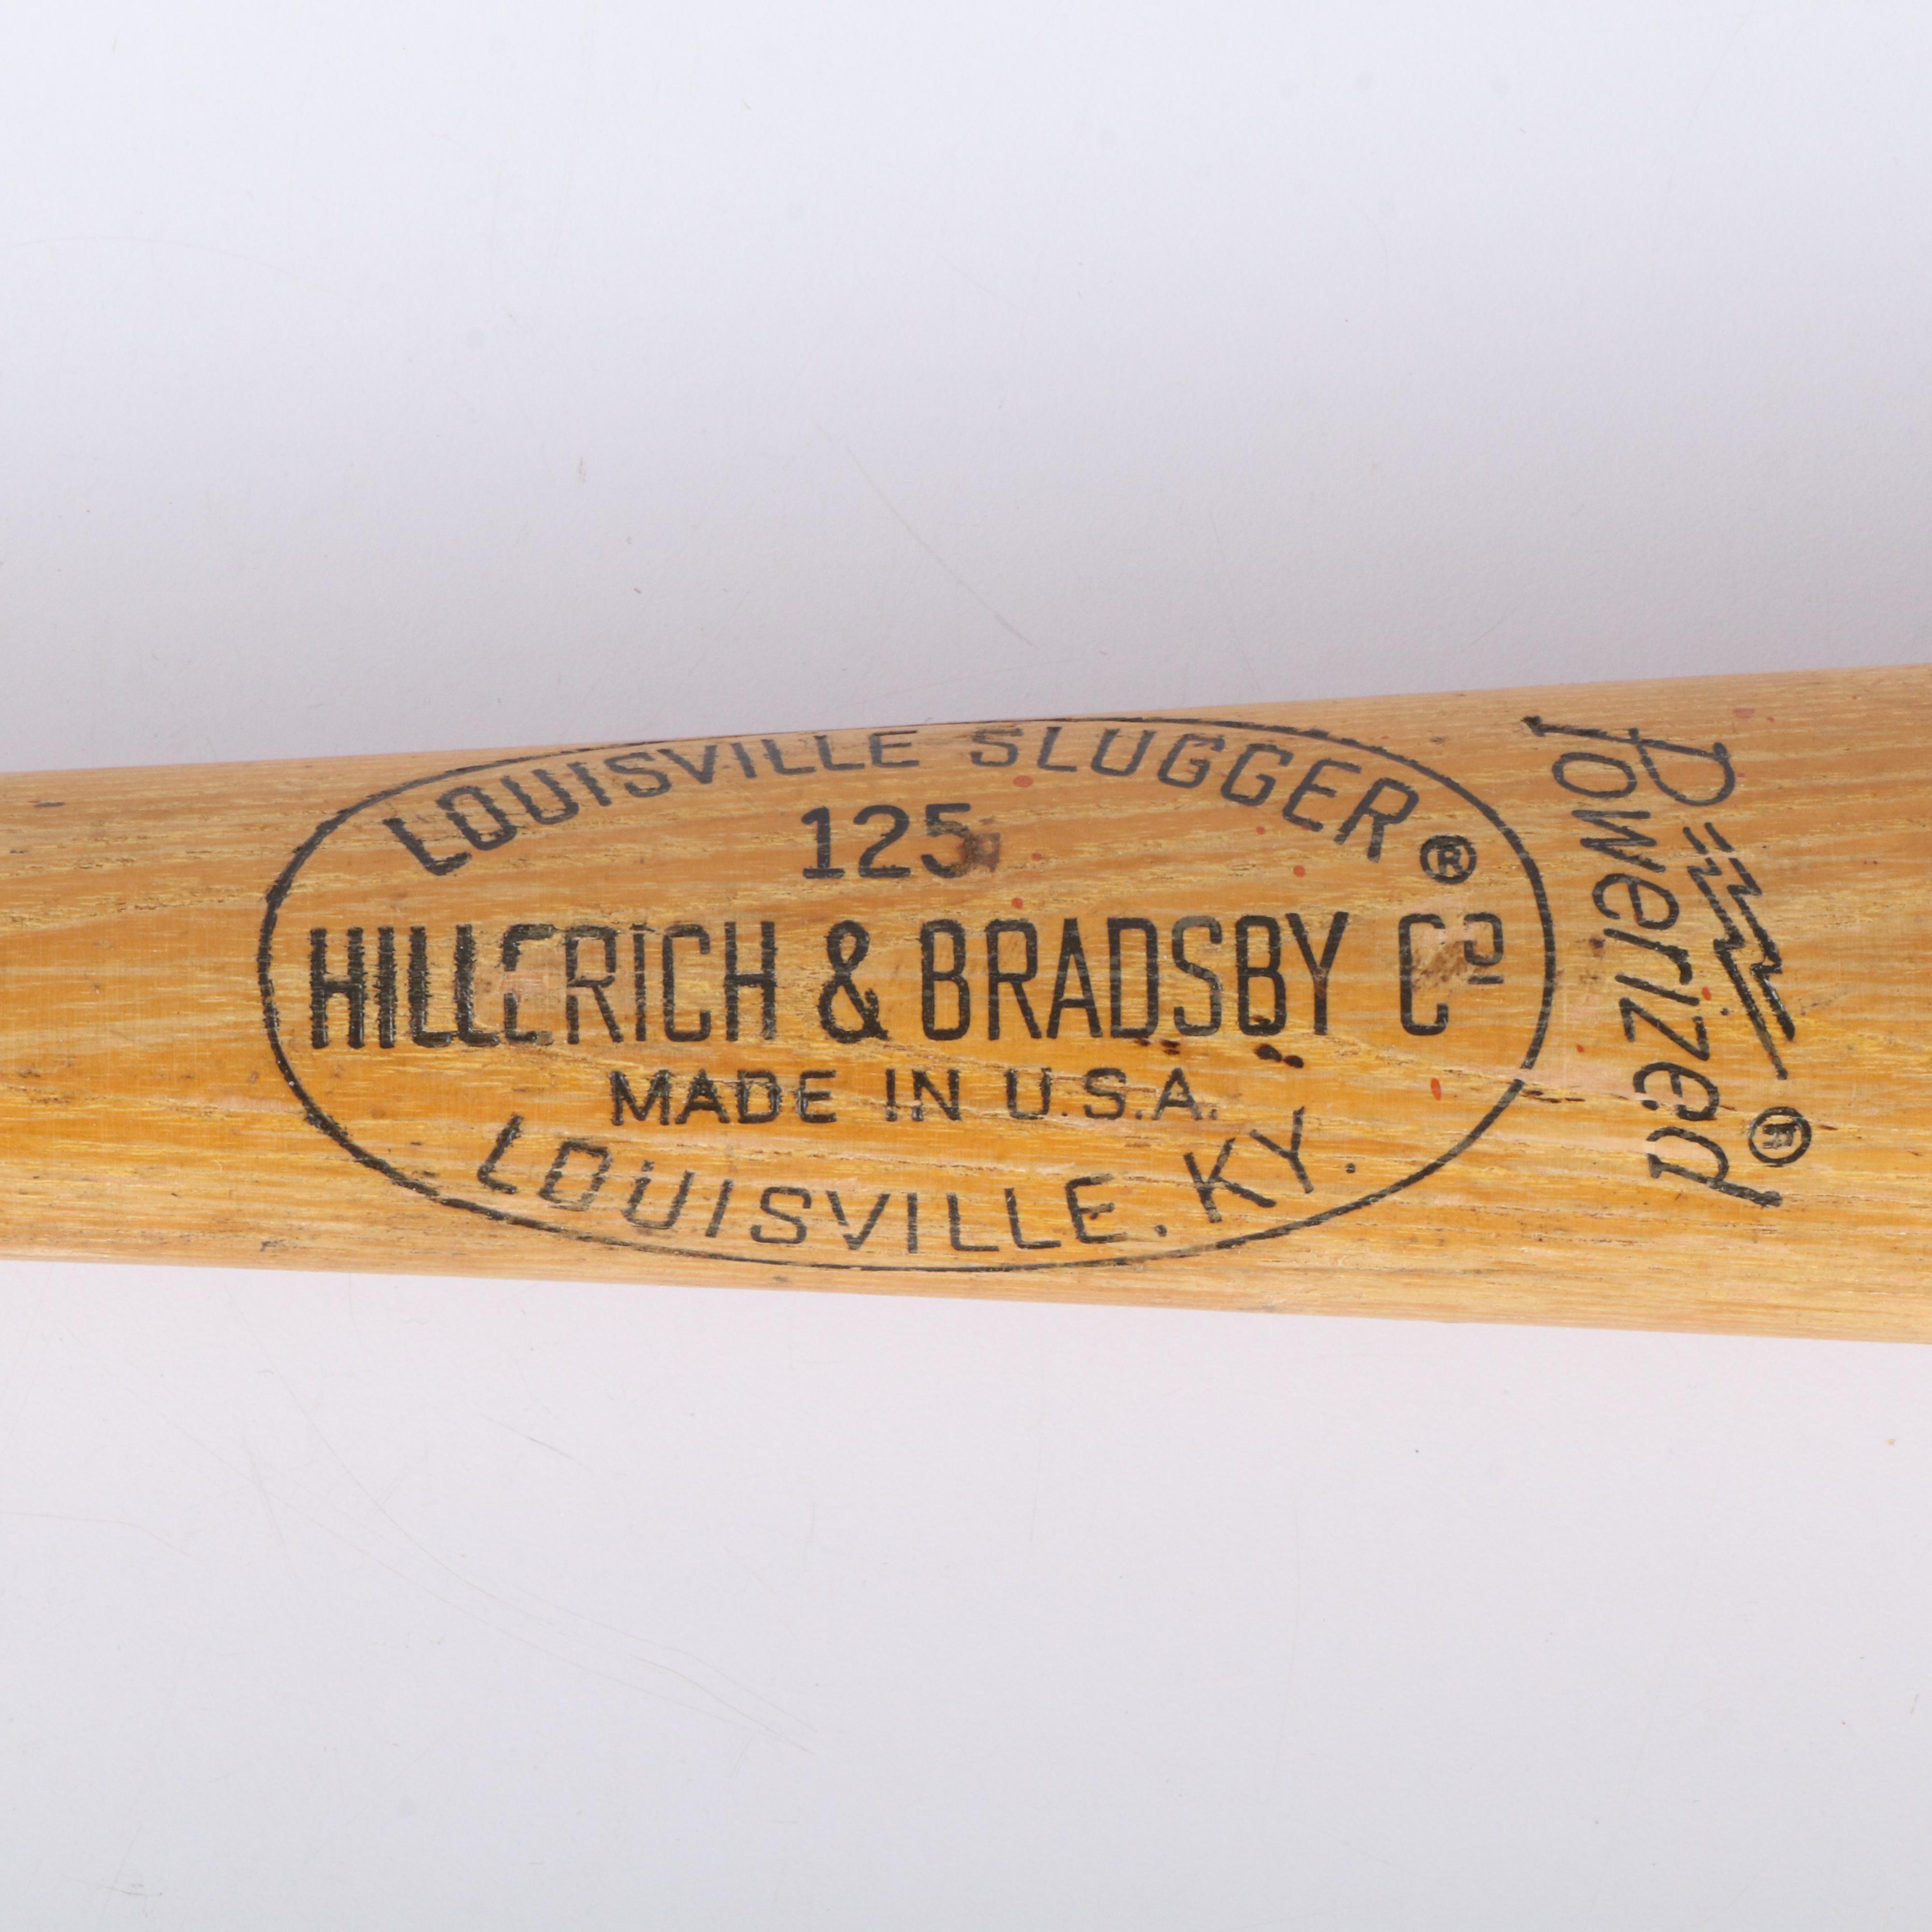 LOUISVILLE SLUGGER ®
125
HILLERICH & BRADSBY Cº
MADE IN U.S.A.
LOUISVILLE, KY.
Powerized ®